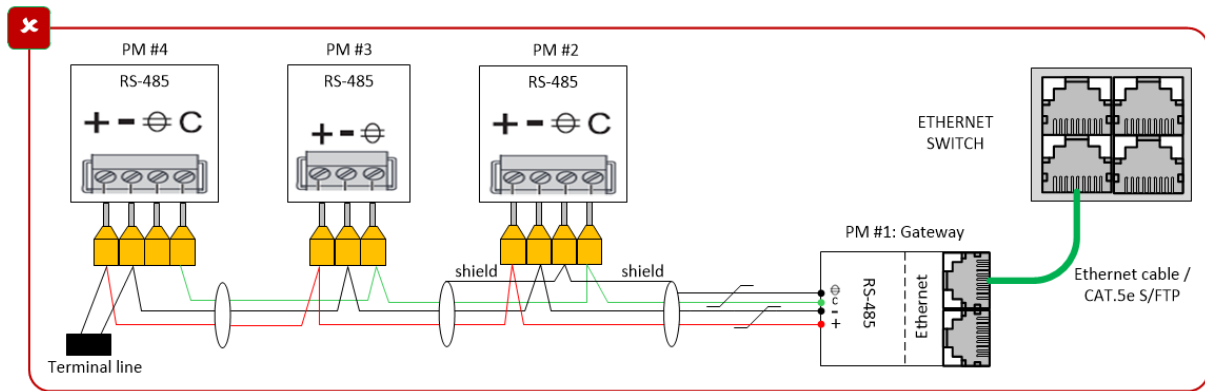 PM #4
PM #3
PM #2
RS-485
RS-485
RS-485
+ - C
+ -
+ - C
ETHERNET
SWITCH
PM #1: Gateway
shield
shield
C
-
+
RS-485
Ethernet
Ethernet cable /
CAT.5e S/FTP
Terminal line